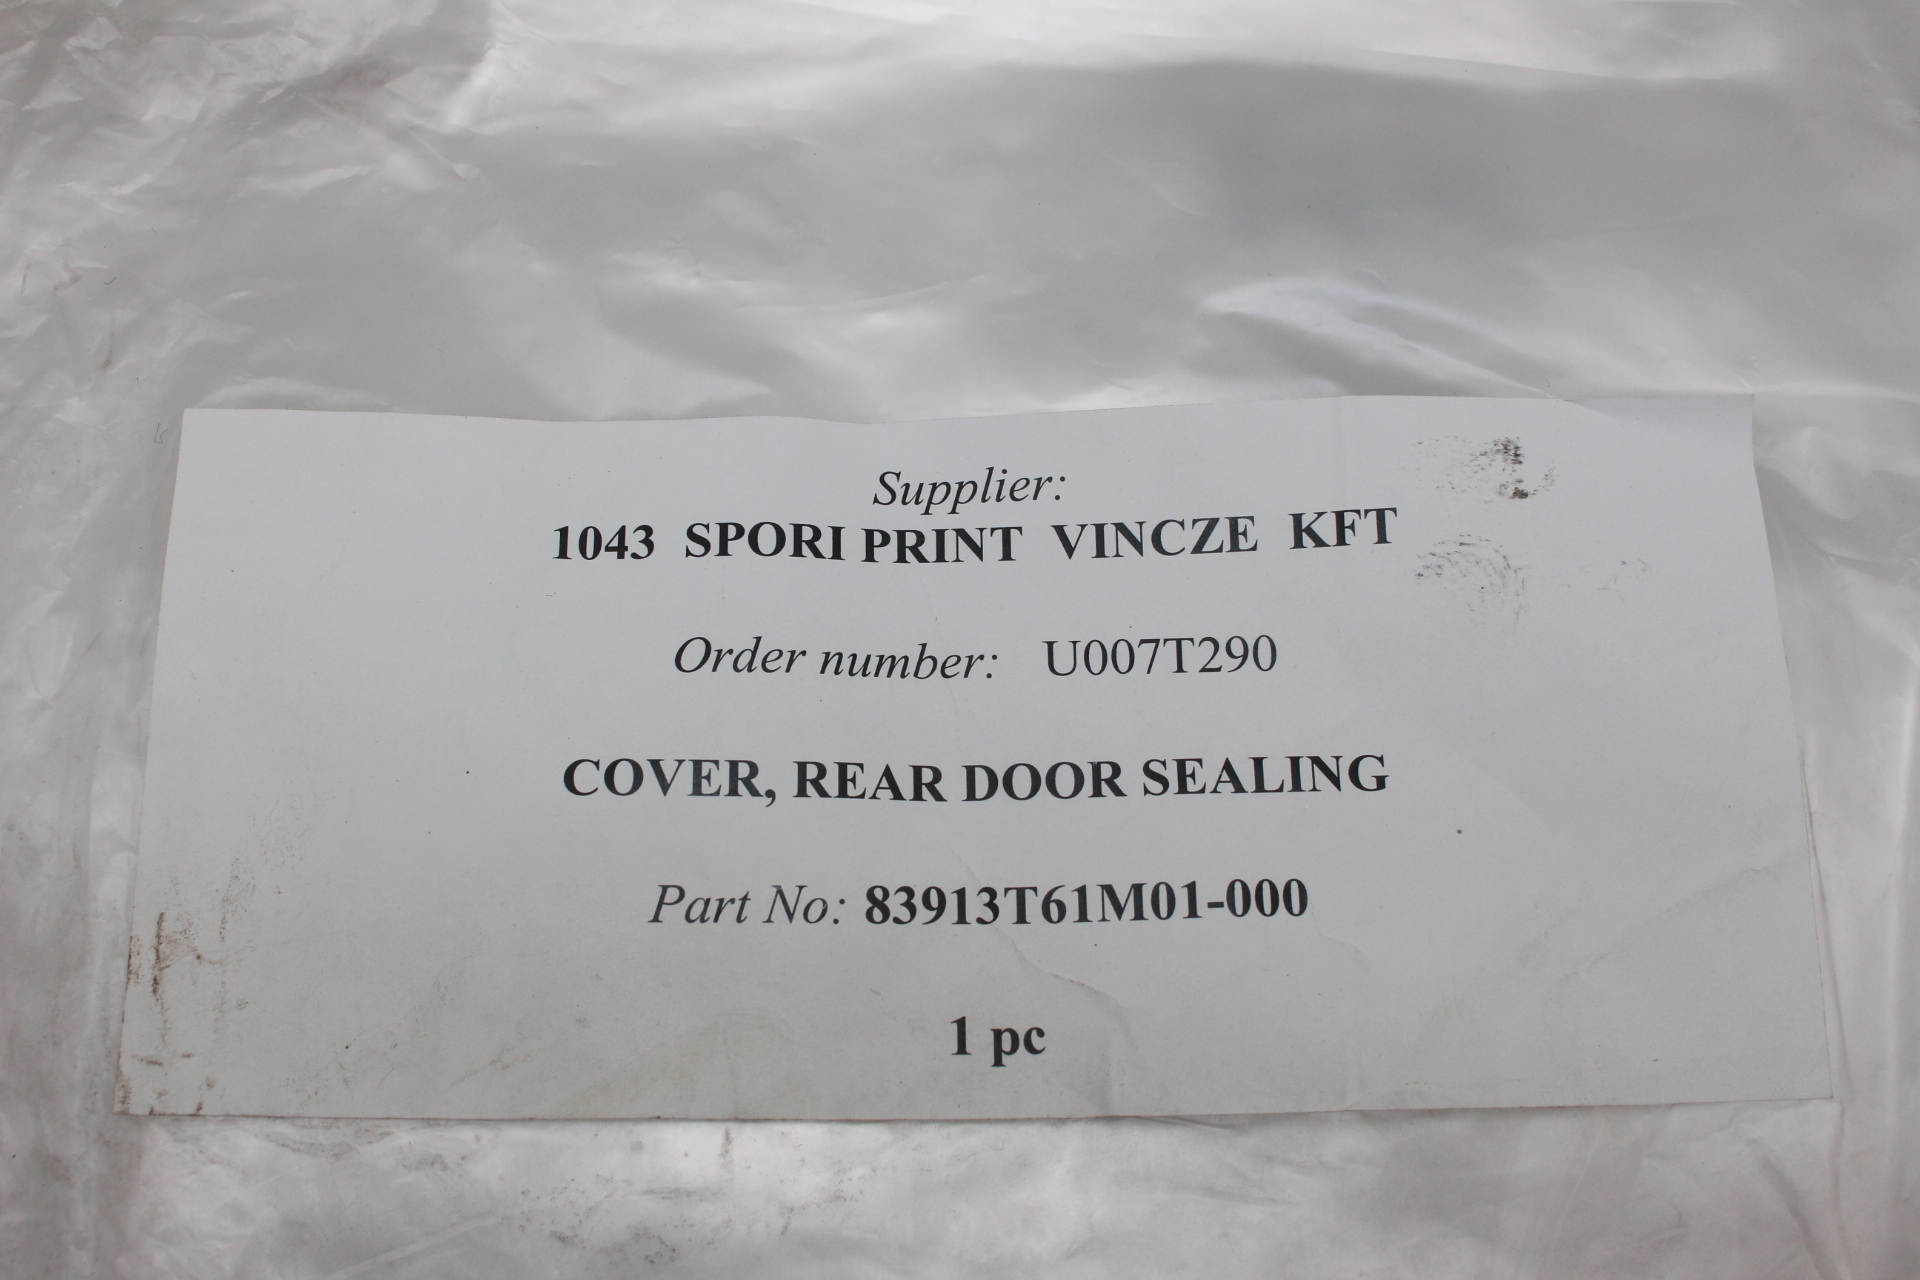 Supplier:
1043 SPORI PRINT VINCZE KFT
Order number: U007T290
COVER, REAR DOOR SEALING
Part No: 83913T61M01-000
1 pc